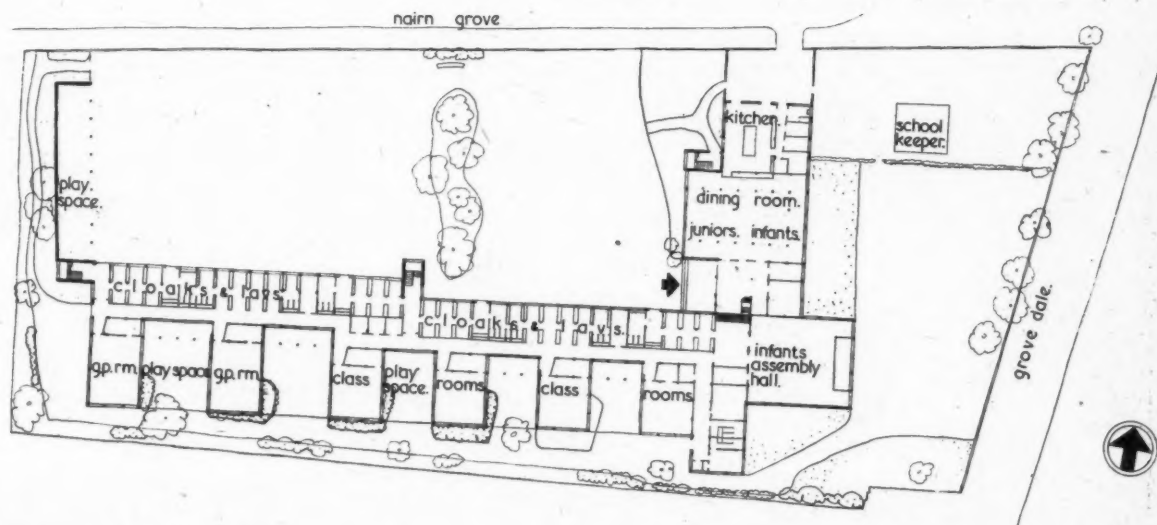 nairn grove
kitchen.
school
keeper.
play.
space.
dining room.
juniors. infants.
cloaks & lavs.
cloaks & lavs.
infants
assembly
hall.
g.p. rm.
play space
g.p. rm.
class
play
space.
rooms
class
rooms.
grove dale.